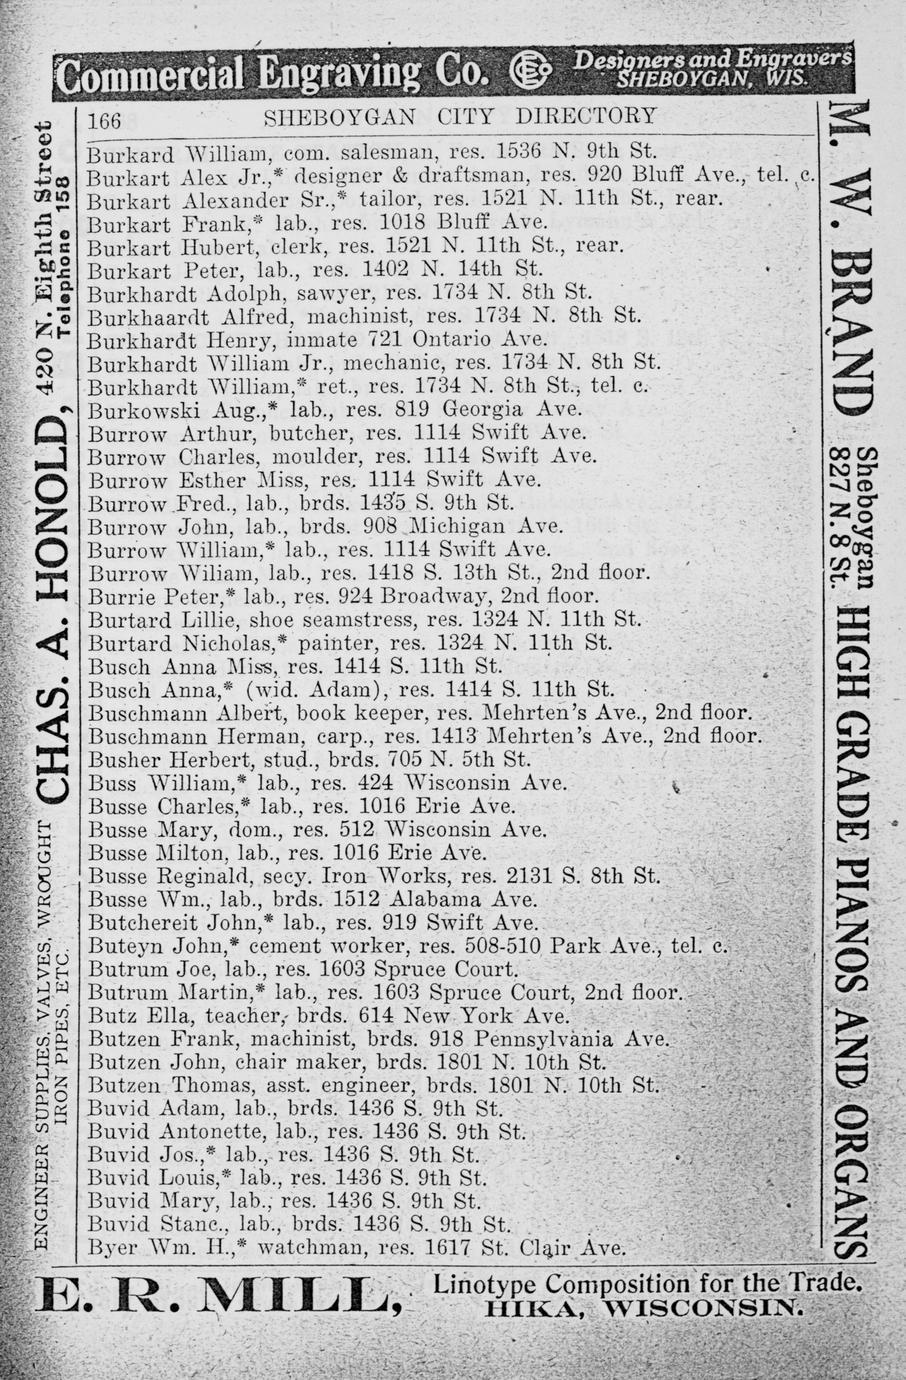 Commercial Engraving Co. CECo. Designers and Engravers
SHEBOYGAN, WIS.
166 SHEBOYGAN CITY DIRECTORY
Burkard William, com. salesman, res. 1536 N. 9th St.
Burkart Alex Jr.,* designer & draftsman, res. 920 Bluff Ave., tel. c.
Burkart Alexander Sr.,* tailor, res. 1521 N. 11th St., rear.
Burkart Frank,* lab., res. 1018 Bluff Ave.
Burkart Hubert, clerk, res. 1521 N. 11th St., rear.
Burkart Peter, lab., res. 1402 N. 14th St.
Burkhardt Adolph, sawyer, res. 1734 N. 8th St.
Burkhaardt Alfred, machinist, res. 1734 N. 8th St.
Burkhardt Henry, inmate 721 Ontario Ave.
Burkhardt William Jr., mechanic, res. 1734 N. 8th St.
Burkhardt William,* ret., res. 1734 N. 8th St., tel. c.
Burkowski Aug.,* lab., res. 819 Georgia Ave.
Burrow Arthur, butcher, res. 1114 Swift Ave.
Burrow Charles, moulder, res. 1114 Swift Ave.
Burrow Esther Miss, res. 1114 Swift Ave.
Burrow Fred., lab., brds. 1435 S. 9th St.
Burrow John, lab., brds. 908 Michigan Ave.
Burrow William,* lab., res. 1114 Swift Ave.
Burrow Wiliam, lab., res. 1418 S. 13th St., 2nd floor.
Burrie Peter,* lab., res. 924 Broadway, 2nd floor.
Burtard Lillie, shoe seamstress, res. 1324 N. 11th St.
Burtard Nicholas,* painter, res. 1324 N. 11th St.
Busch Anna Miss, res. 1414 S. 11th St.
Busch Anna,* (wid. Adam), res. 1414 S. 11th St.
Buschmann Albert, book keeper, res. Mehrten's Ave., 2nd floor.
Buschmann Herman, carp., res. 1413 Mehrten's Ave., 2nd floor.
Busher Herbert, stud., brds. 705 N. 5th St.
Buss William,* lab., res. 424 Wisconsin Ave.
Busse Charles,* lab., res. 1016 Erie Ave.
Busse Mary, dom., res. 512 Wisconsin Ave.
Busse Milton, lab., res. 1016 Erie Ave.
Busse Reginald, secy. Iron Works, res. 2131 S. 8th St.
Busse Wm., lab., brds. 1512 Alabama Ave.
Butchereit John,* lab., res. 919 Swift Ave.
Buteyn John,* cement worker, res. 508-510 Park Ave., tel. c.
Butrum Joe, lab., res. 1603 Spruce Court.
Butrum Martin,* lab., res. 1603 Spruce Court, 2nd floor.
Butz Ella, teacher, brds. 614 New York Ave.
Butzen Frank, machinist, brds. 918 Pennsylvania Ave.
Butzen John, chair maker, brds. 1801 N. 10th St.
Butzen Thomas, asst. engineer, brds. 1801 N. 10th St.
Buvid Adam, lab., brds. 1436 S. 9th St.
Buvid Antonette, lab., res. 1436 S. 9th St.
Buvid Jos.,* lab., res. 1436 S. 9th St.
Buvid Louis,* lab., res. 1436 S. 9th St.
Buvid Mary, lab., res. 1436 S. 9th St.
Buvid Stanc., lab., brds. 1436 S. 9th St.
Byer Wm. H.,* watchman, res. 1617 St. Clair Ave.
ENGINEER SUPPLIES, VALVES, WROUGHT
IRON PIPES, ETC.
CHAS. A. HONOLD,
420 N. Eighth Street
Telephone 158
M. W. BRAND
Sheboygan
827 N. 8 St.
HIGH GRADE PIANOS AND ORGANS
E. R. MILL, Linotype Composition for the Trade.
HIKA, WISCONSIN.